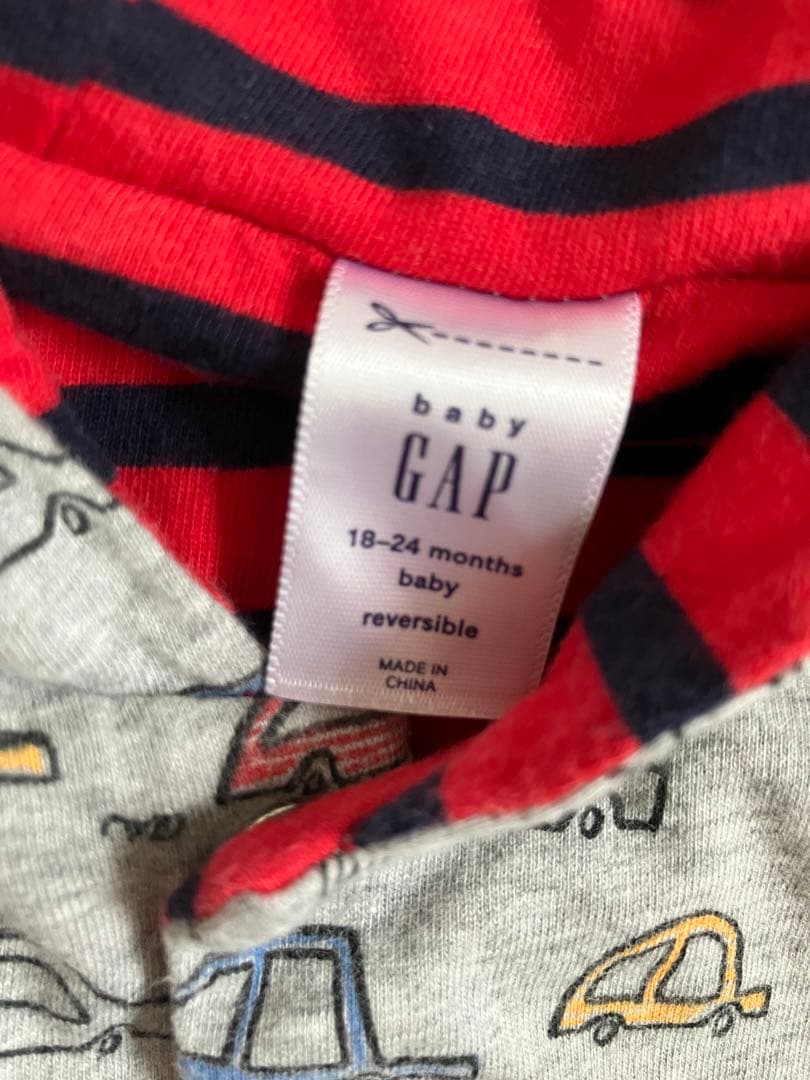 baby
GAP
18–24 months
baby
reversible
MADE IN
CHINA